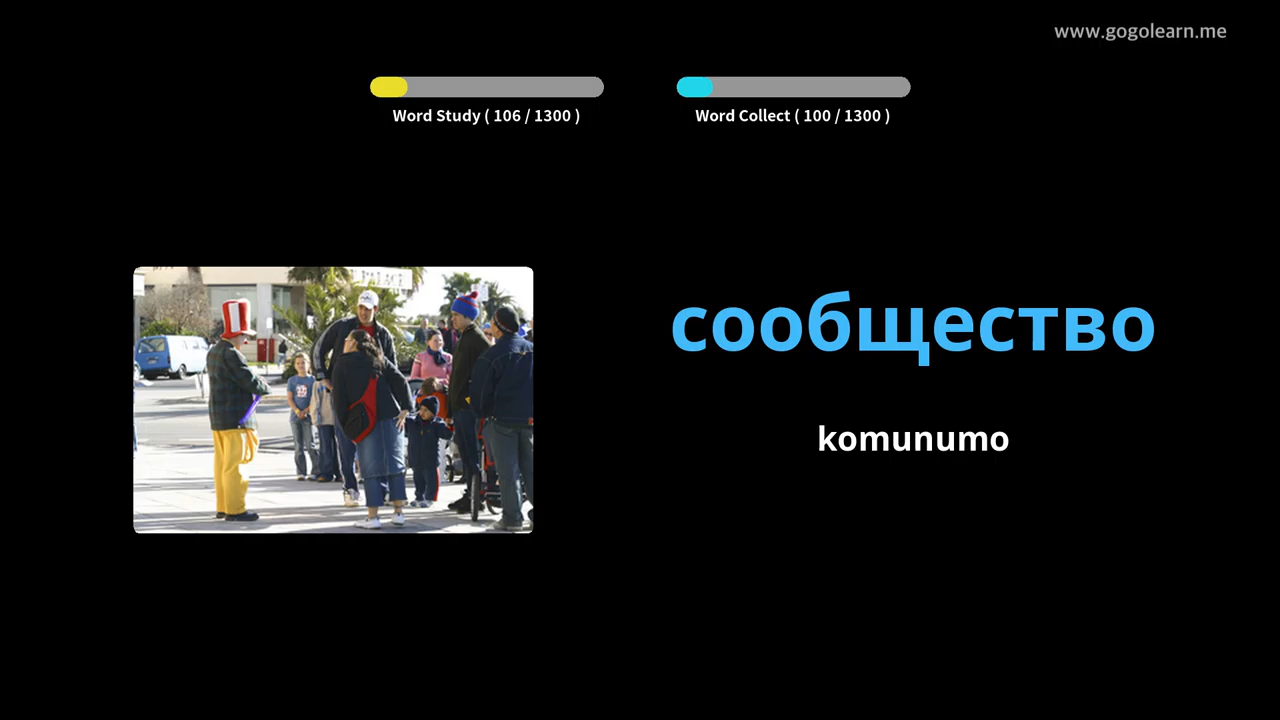 www.gogolearn.me
Word Study ( 106 / 1300 )
Word Collect ( 100 / 1300 )
сообщество
komunumo